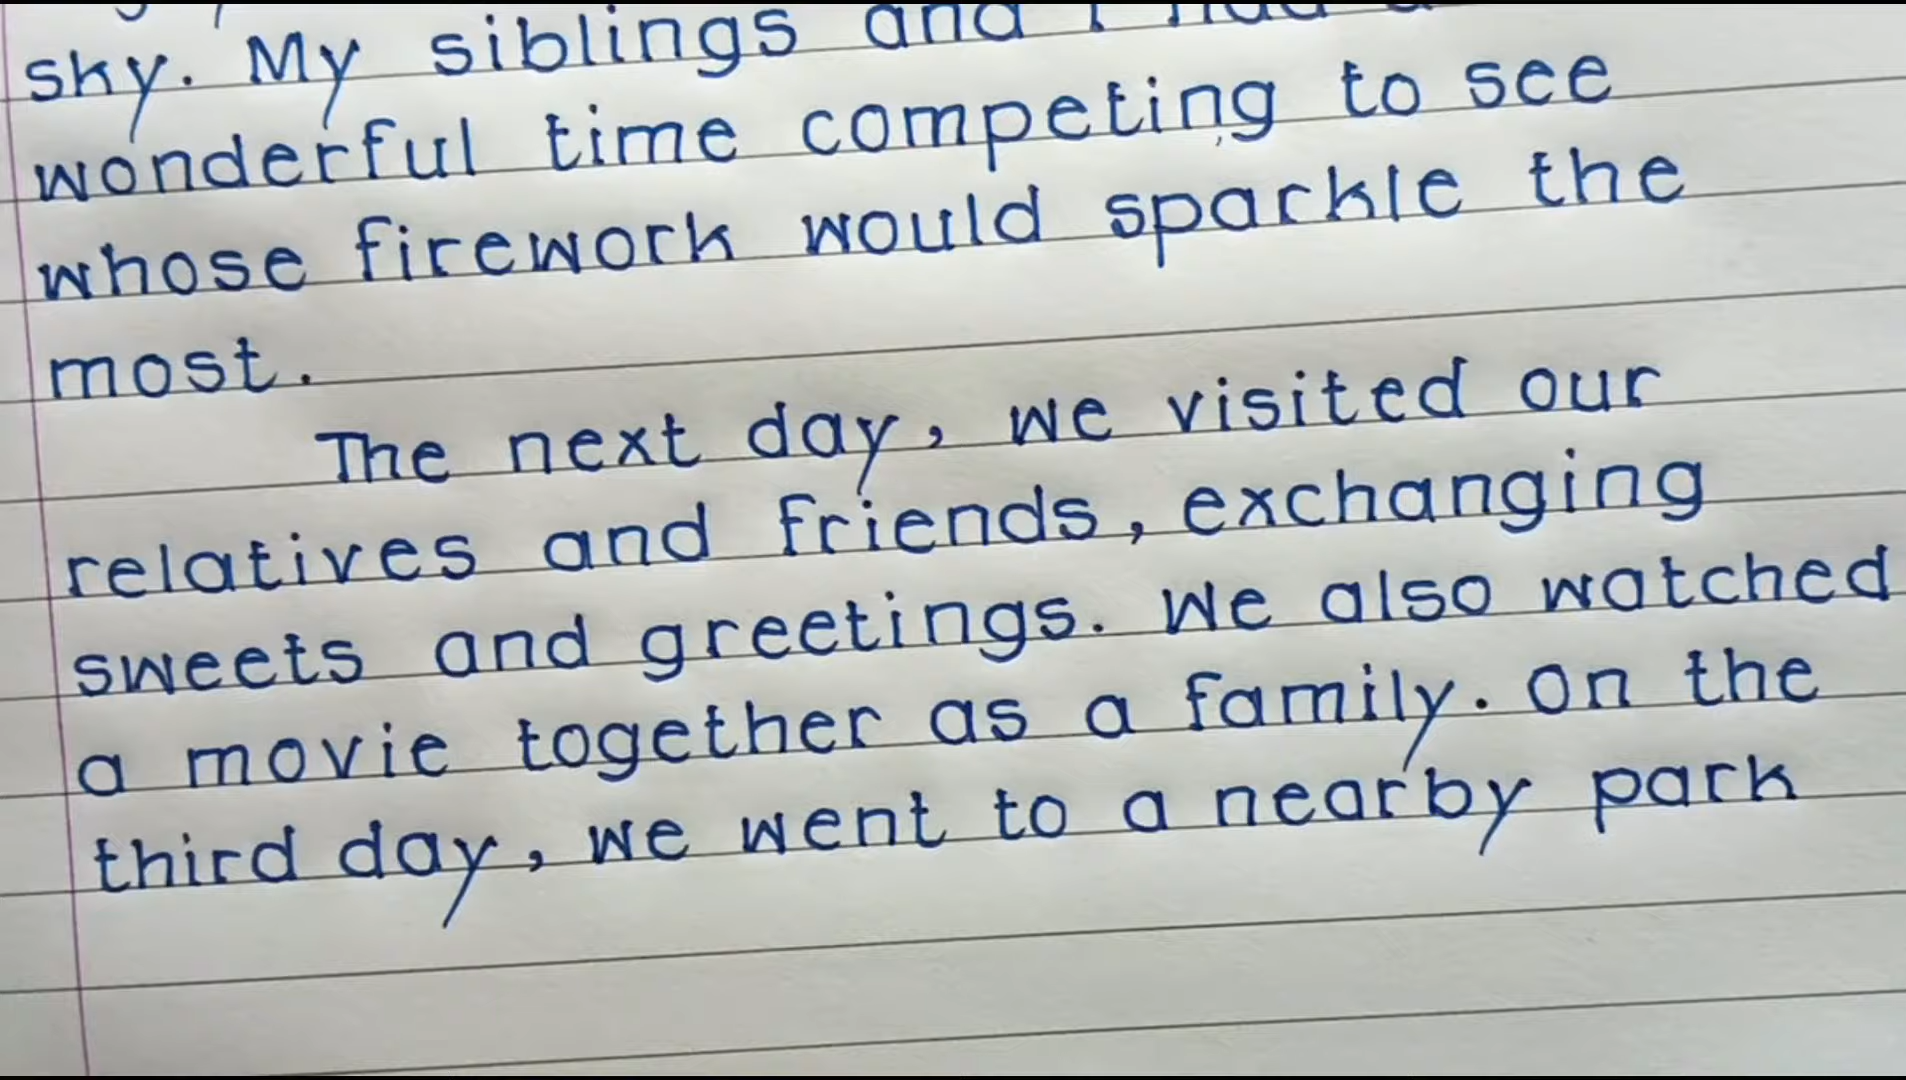 sky. My siblings and I had a
wonderful time competing to see
whose firework would sparkle the
most.
The next day, we visited our
relatives and friends, exchanging
sweets and greetings. We also watched
a movie together as a family. On the
third day, we went to a nearby park